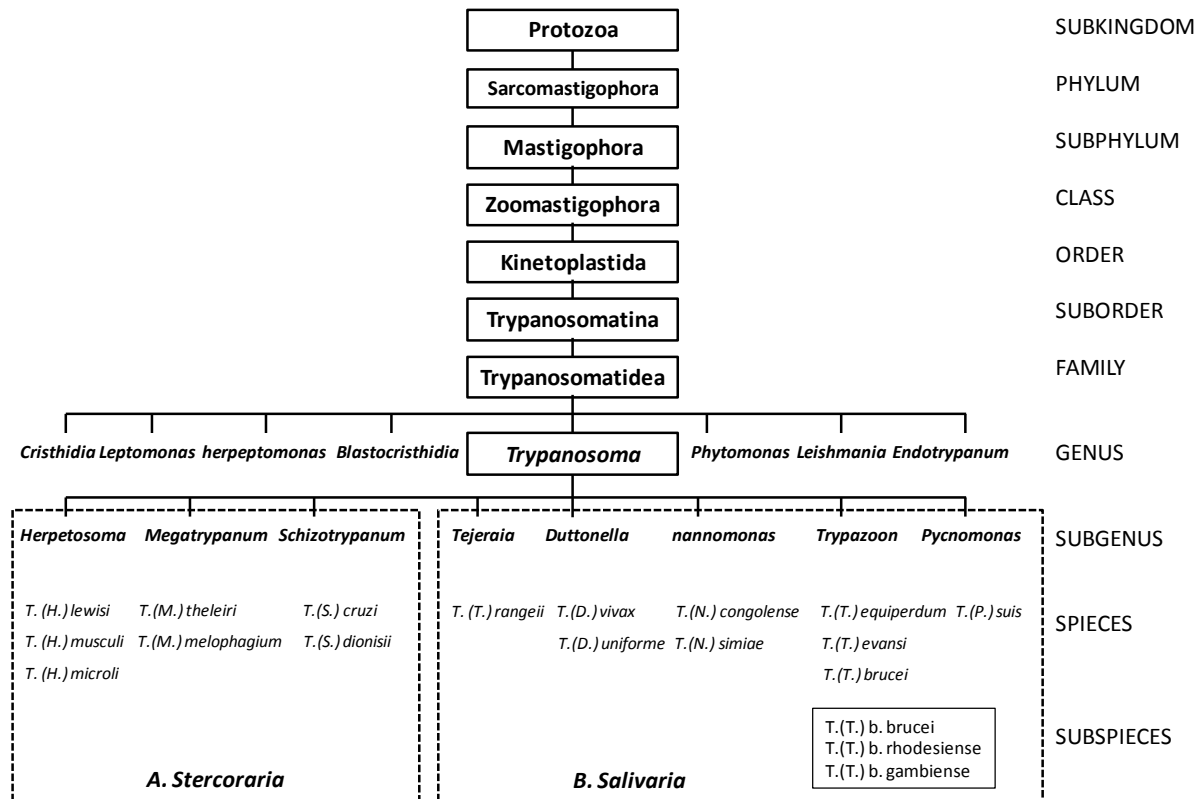 Protozoa SUBKINGDOM
Sarcomastigophora PHYLUM
Mastigophora SUBPHYLUM
Zoomastigophora CLASS
Kinetoplastida ORDER
Trypanosomatina SUBORDER
Trypanosomatidea FAMILY
Cristhidia Leptomonas herpeptomonas Blastocristhidia Trypanosoma Phytomonas Leishmania Endotrypanum GENUS
Herpetosoma Megatrypanum Schizotrypanum Tejeraia Duttonella nannomonas Trypazoon Pycnomonas SUBGENUS
T. (H.) lewisi T.(M.) theleiri T.(S.) cruzi T. (T.) rangeii T.(D.) vivax T.(N.) congolense T.(T.) equiperdum T.(P.) suis SPIECES
T. (H.) musculi T.(M.) melophagium T.(S.) dionisii T.(D.) uniforme T.(N.) simiae T.(T.) evansi
T. (H.) microli T.(T.) brucei
T.(T.) b. brucei
T.(T.) b. rhodesiense SUBSPIECES
T.(T.) b. gambiense
A. Stercoraria B. Salivaria